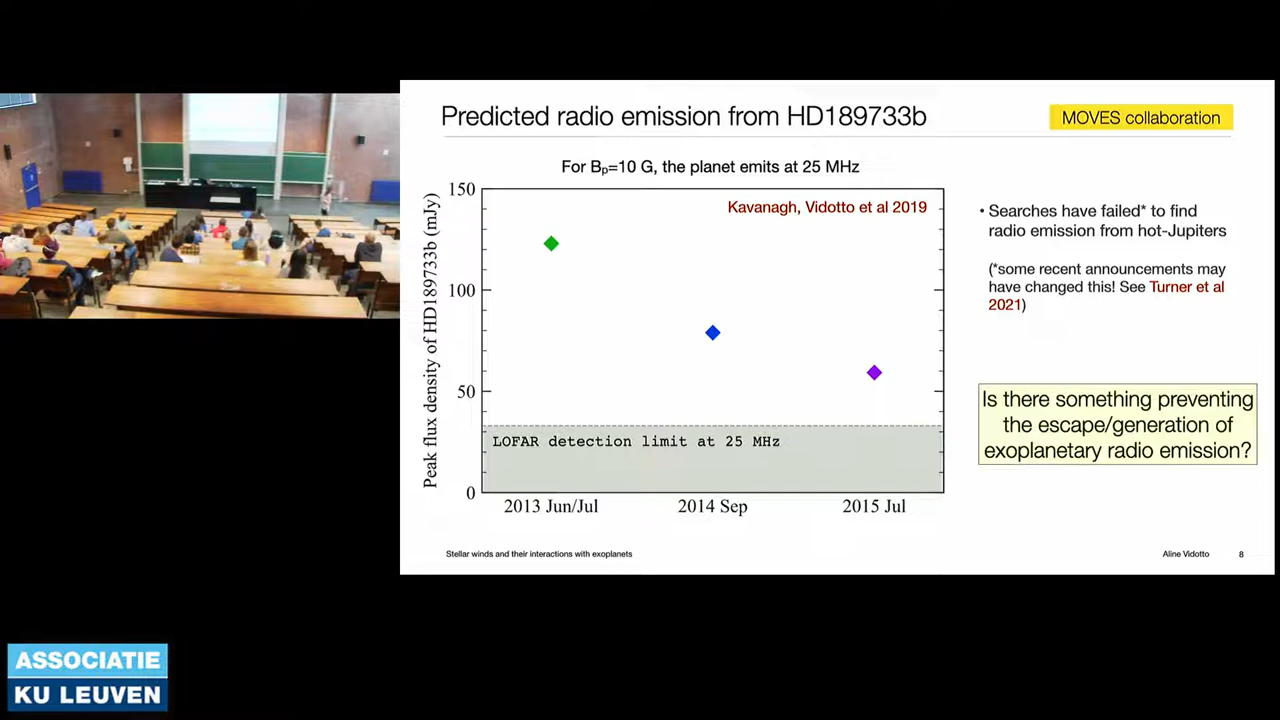 Predicted radio emission from HD189733b
MOVES collaboration
For Bp=10 G, the planet emits at 25 MHz
Peak flux density of HD189733b (mJy)
150
100
50
0
Kavanagh, Vidotto et al 2019
LOFAR detection limit at 25 MHz
2013 Jun/Jul
2014 Sep
2015 Jul
• Searches have failed* to find
radio emission from hot-Jupiters
(*some recent announcements may
have changed this! See Turner et al
2021)
Is there something preventing
the escape/generation of
exoplanetary radio emission?
Stellar winds and their interactions with exoplanets
Aline Vidotto
8
ASSOCIATIE
KU LEUVEN